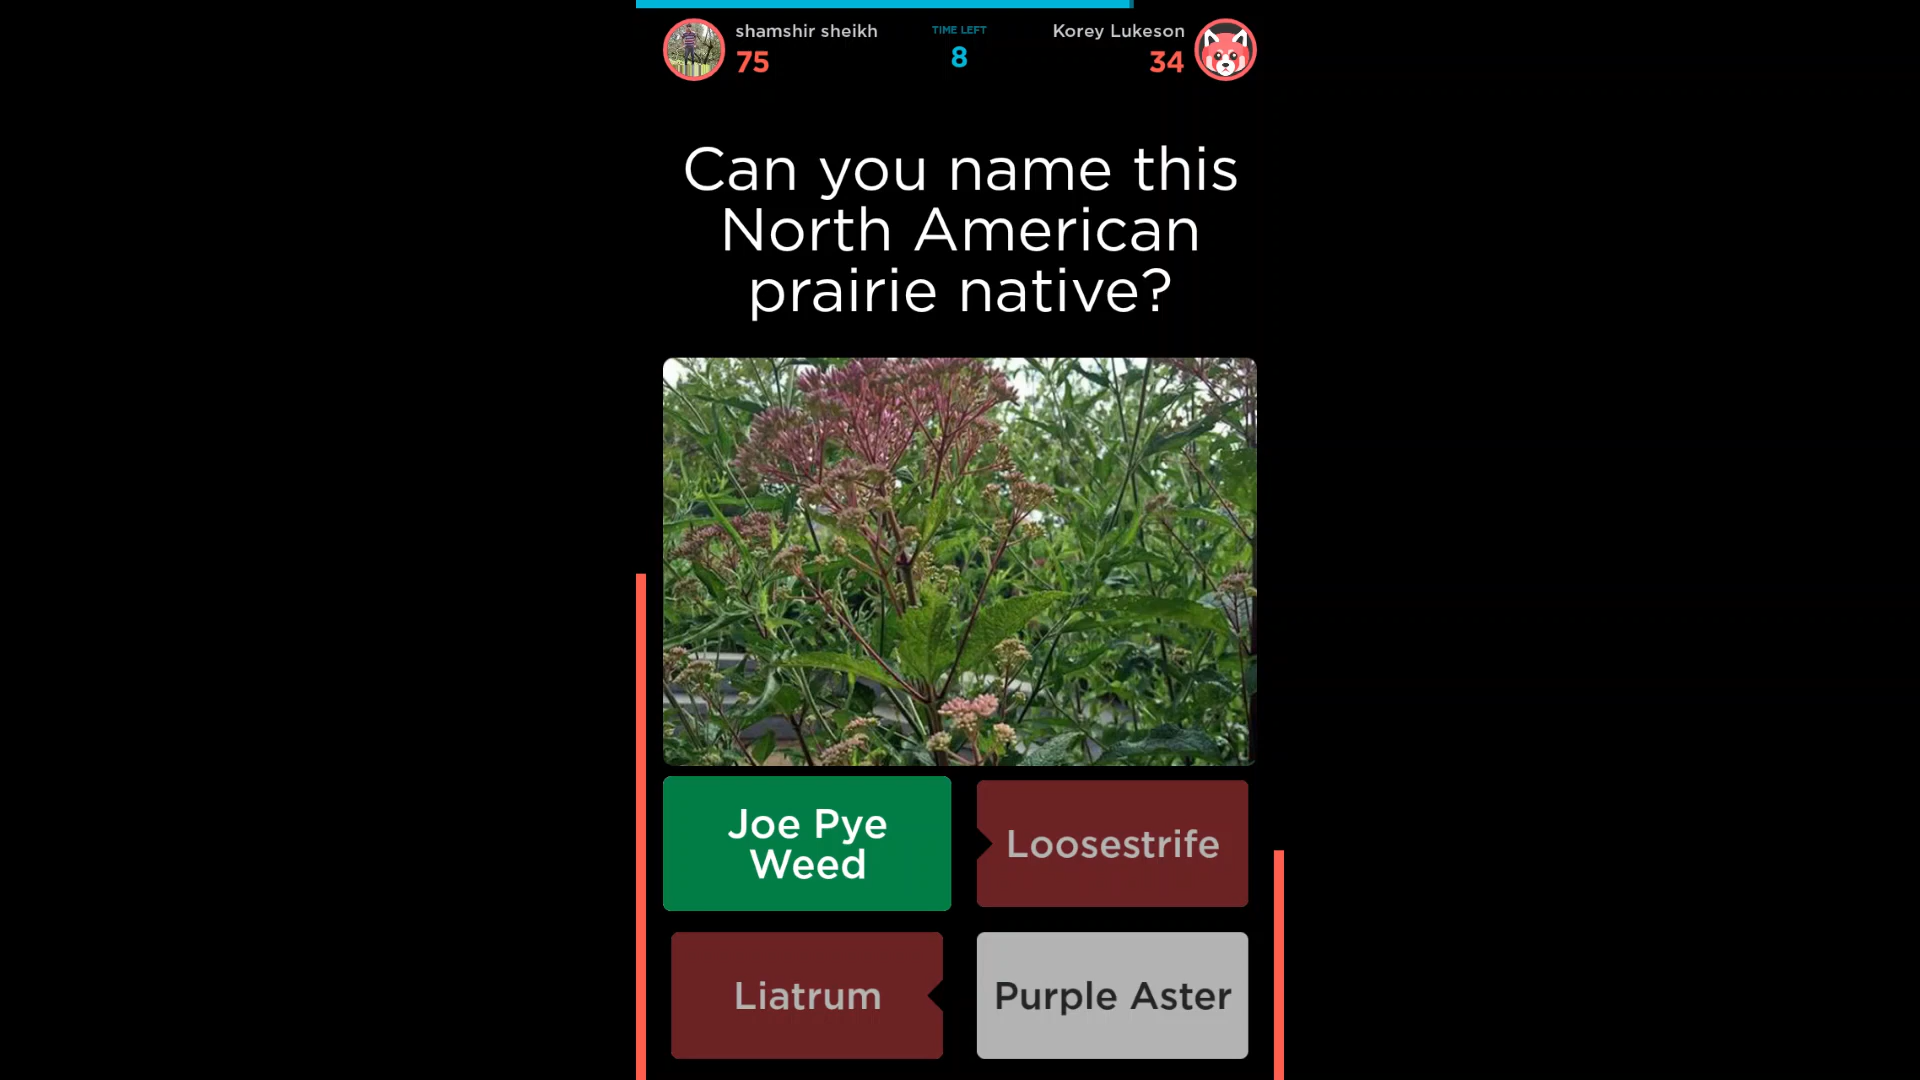 shamshir sheikh
75
TIME LEFT
8
Korey Lukeson
34
Can you name this
North American
prairie native?
Joe Pye
Weed
Loosestrife
Liatrum
Purple Aster